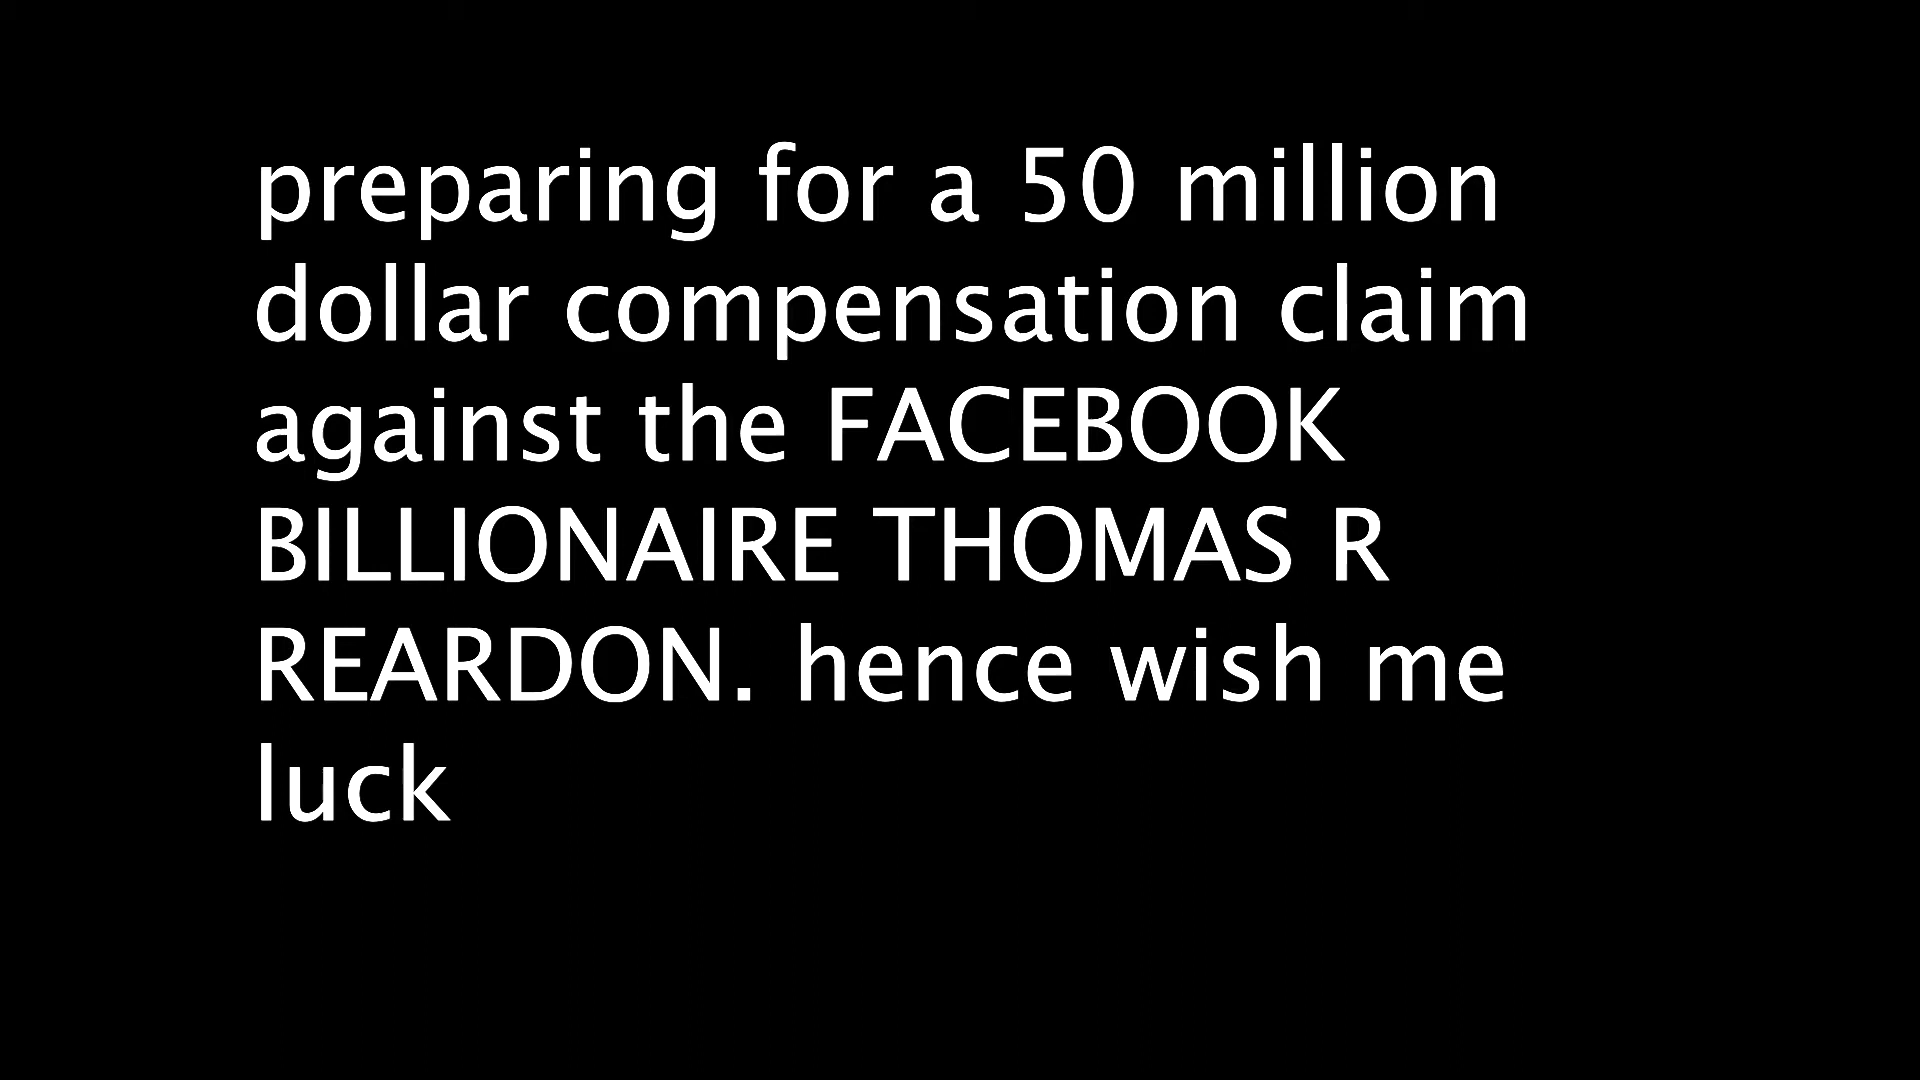 preparing for a 50 million
dollar compensation claim
against the FACEBOOK
BILLIONAIRE THOMAS R
REARDON. hence wish me
luck